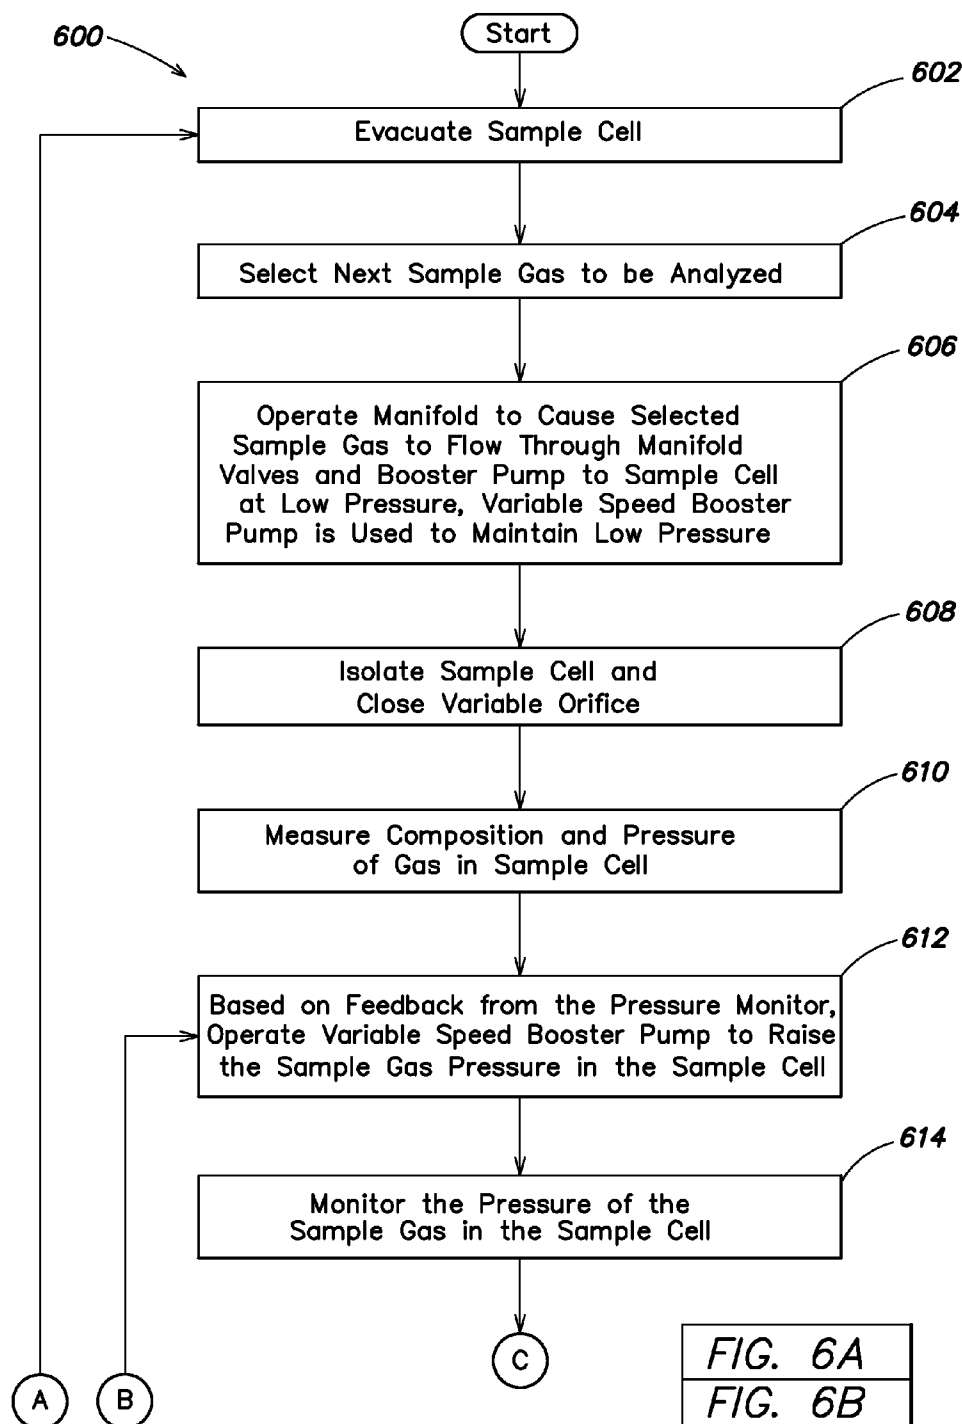 600
Start
602
Evacuate Sample Cell
604
Select Next Sample Gas to be Analyzed
606
Operate Manifold to Cause Selected
Sample Gas to Flow Through Manifold
Valves and Booster Pump to Sample Cell
at Low Pressure, Variable Speed Booster
Pump is Used to Maintain Low Pressure
608
Isolate Sample Cell and
Close Variable Orifice
610
Measure Composition and Pressure
of Gas in Sample Cell
612
Based on Feedback from the Pressure Monitor,
Operate Variable Speed Booster Pump to Raise
the Sample Gas Pressure in the Sample Cell
614
Monitor the Pressure of the
Sample Gas in the Sample Cell
C
A
B
FIG. 6A
FIG. 6B